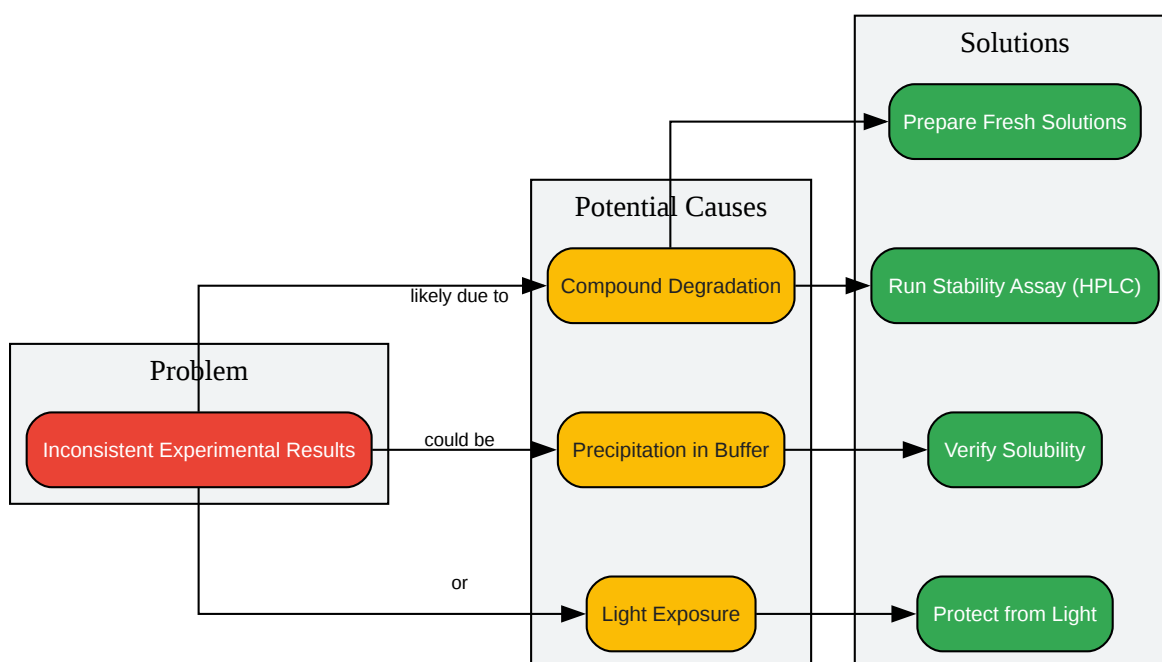 Solutions
Prepare Fresh Solutions
Potential Causes
Compound Degradation
Run Stability Assay (HPLC)
likely due to
Problem
Inconsistent Experimental Results
could be
Precipitation in Buffer
Verify Solubility
or
Light Exposure
Protect from Light